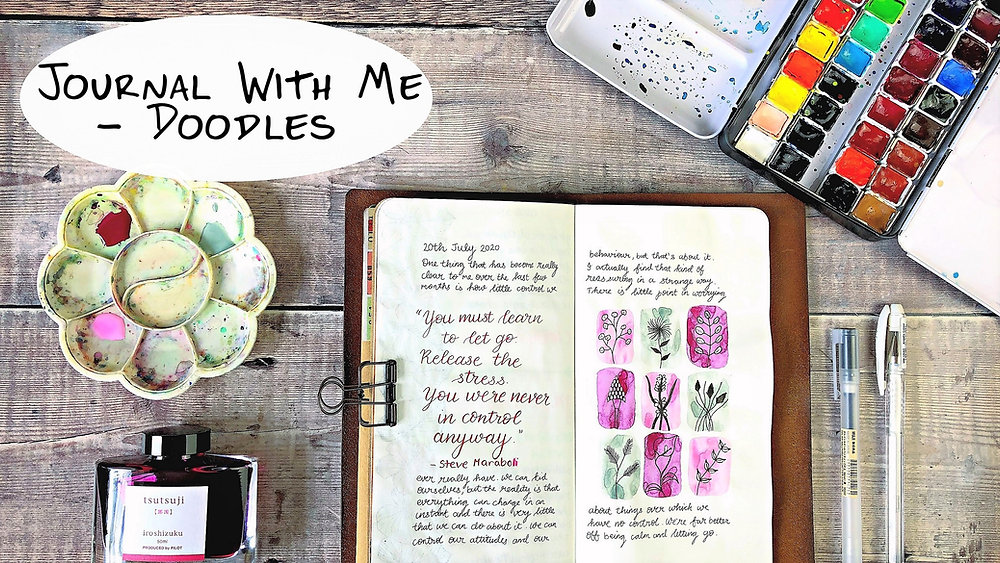 JOURNAL WITH ME
- DOODLES
20th July, 2020
One thing that has become really
clear to me over the last few
months is how little control we
"You must learn
to let go.
Release the
stress.
You were never
in control
anyway."
- Steve Maraboli
ever really have. We can kid
ourselves, but the reality is that
everything can change in an
instant and there is very little
that we can do about it. We can
control our attitudes and our
behaviour, but that's about it.
I actually find that kind of
reassuring in a strange way.
There is little point in worrying
about things over which we
have no control. We're far better
off being calm and letting go.
tsutsuji
【躑躅】
iroshizuku
50ml
PRODUCED by PILOT